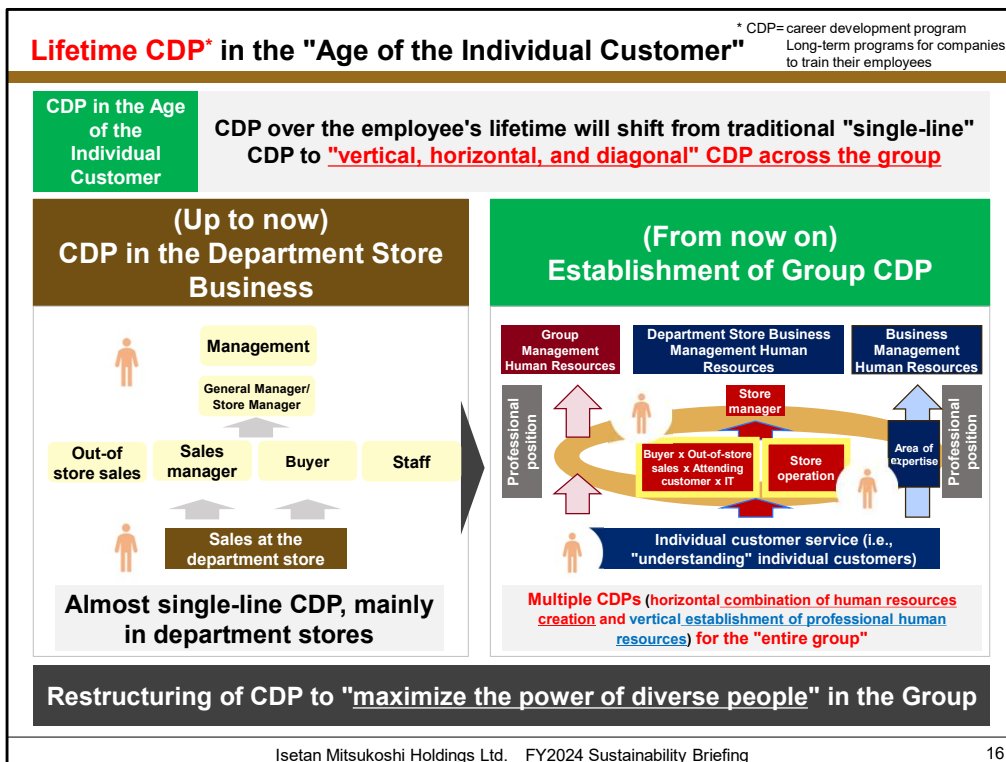 Lifetime CDP* in the "Age of the Individual Customer"
* CDP= career development program
Long-term programs for companies
to train their employees
CDP in the Age
of the
Individual
Customer
CDP over the employee's lifetime will shift from traditional "single-line"
CDP to "vertical, horizontal, and diagonal" CDP across the group
(Up to now)
CDP in the Department Store
Business
Management
General Manager/
Store Manager
Out-of
store sales
Sales
manager
Buyer
Staff
Sales at the
department store
Almost single-line CDP, mainly
in department stores
(From now on)
Establishment of Group CDP
Group
Management
Human Resources
Department Store Business
Management Human
Resources
Business
Management
Human Resources
Professional
position
Store
manager
Buyer x Out-of-store
sales x Attending
customer x IT
Store
operation
Area of
expertise
Professional
position
Individual customer service (i.e.,
"understanding" individual customers)
Multiple CDPs (horizontal combination of human resources
creation and vertical establishment of professional human
resources) for the "entire group"
Restructuring of CDP to "maximize the power of diverse people" in the Group
Isetan Mitsukoshi Holdings Ltd. FY2024 Sustainability Briefing
16